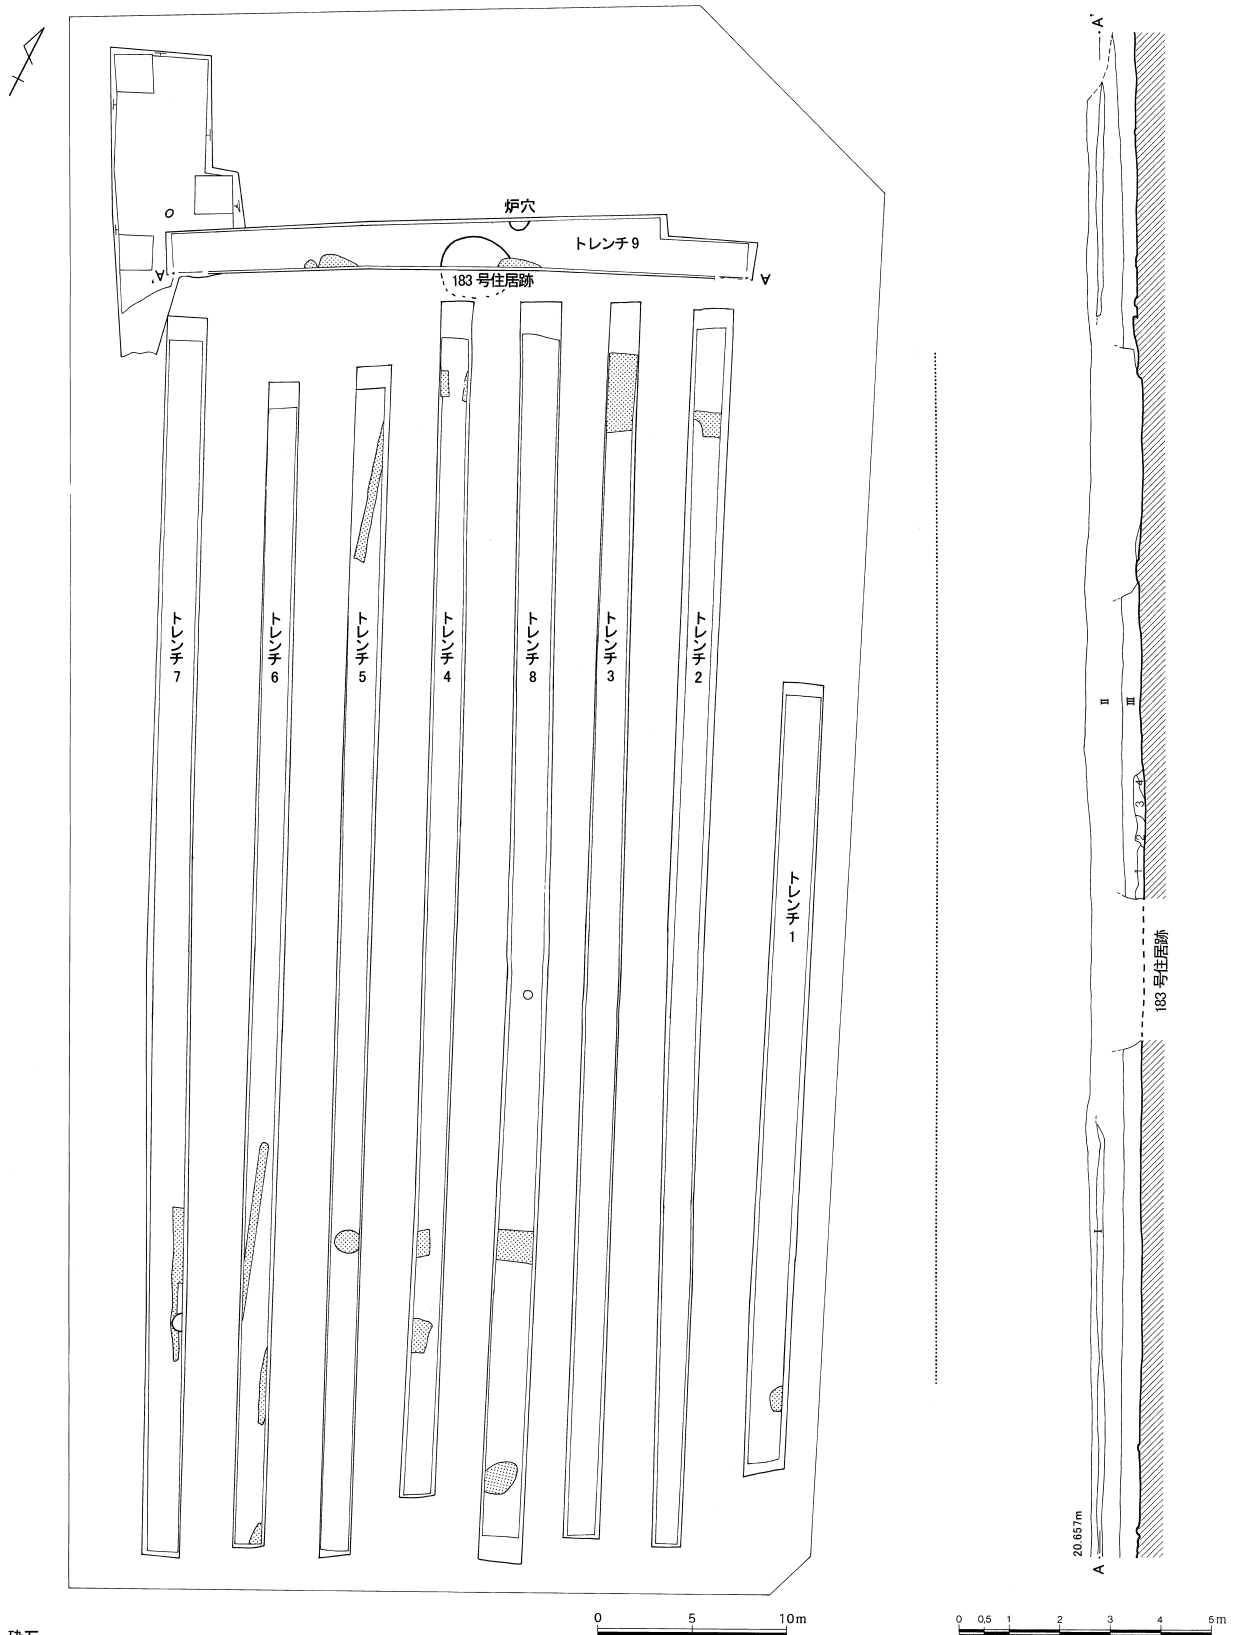 炉穴
トレンチ 9
A'
A
183 号住居跡
トレンチ 7
トレンチ 6
トレンチ 5
トレンチ 4
トレンチ 8
トレンチ 3
トレンチ 2
トレンチ 1
0 5 10m
A'
II III
4
3
2
1
183 号住居跡
I
20.657m
A
0 0.5 1 2 3 4 5m